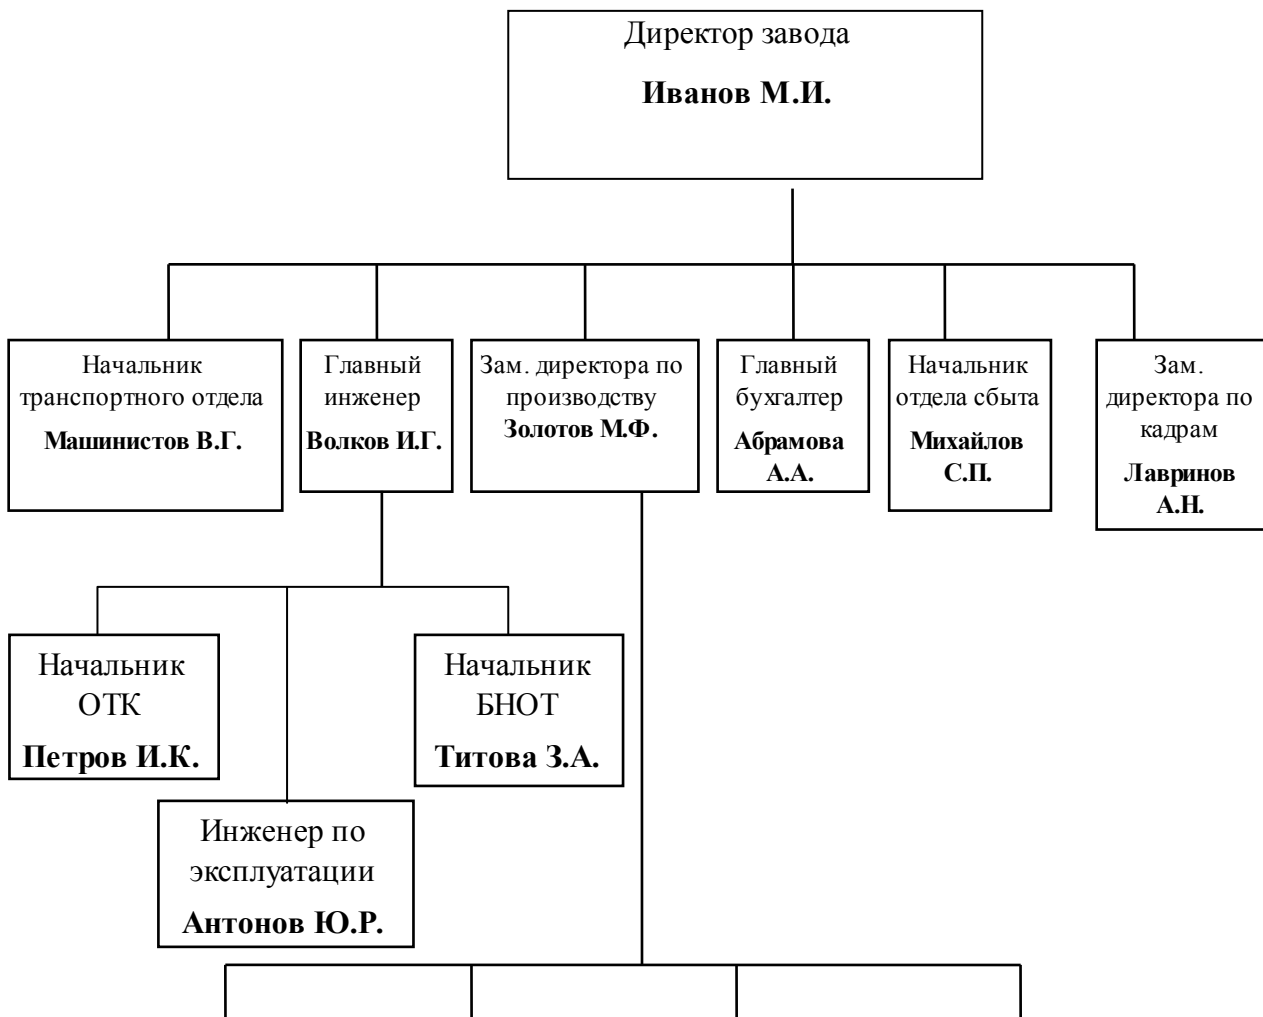 Директор завода
Иванов М.И.
Начальник
транспортного отдела
Машинистов В.Г.
Главный
инженер
Волков И.Г.
Зам. директора по
производству
Золотов М.Ф.
Главный
бухгалтер
Абрамова
А.А.
Начальник
отдела сбыта
Михайлов
С.П.
Зам.
директора по
кадрам
Лавринов
А.Н.
Начальник
ОТК
Петров И.К.
Начальник
БНОТ
Титова З.А.
Инженер по
эксплуатации
Антонов Ю.Р.